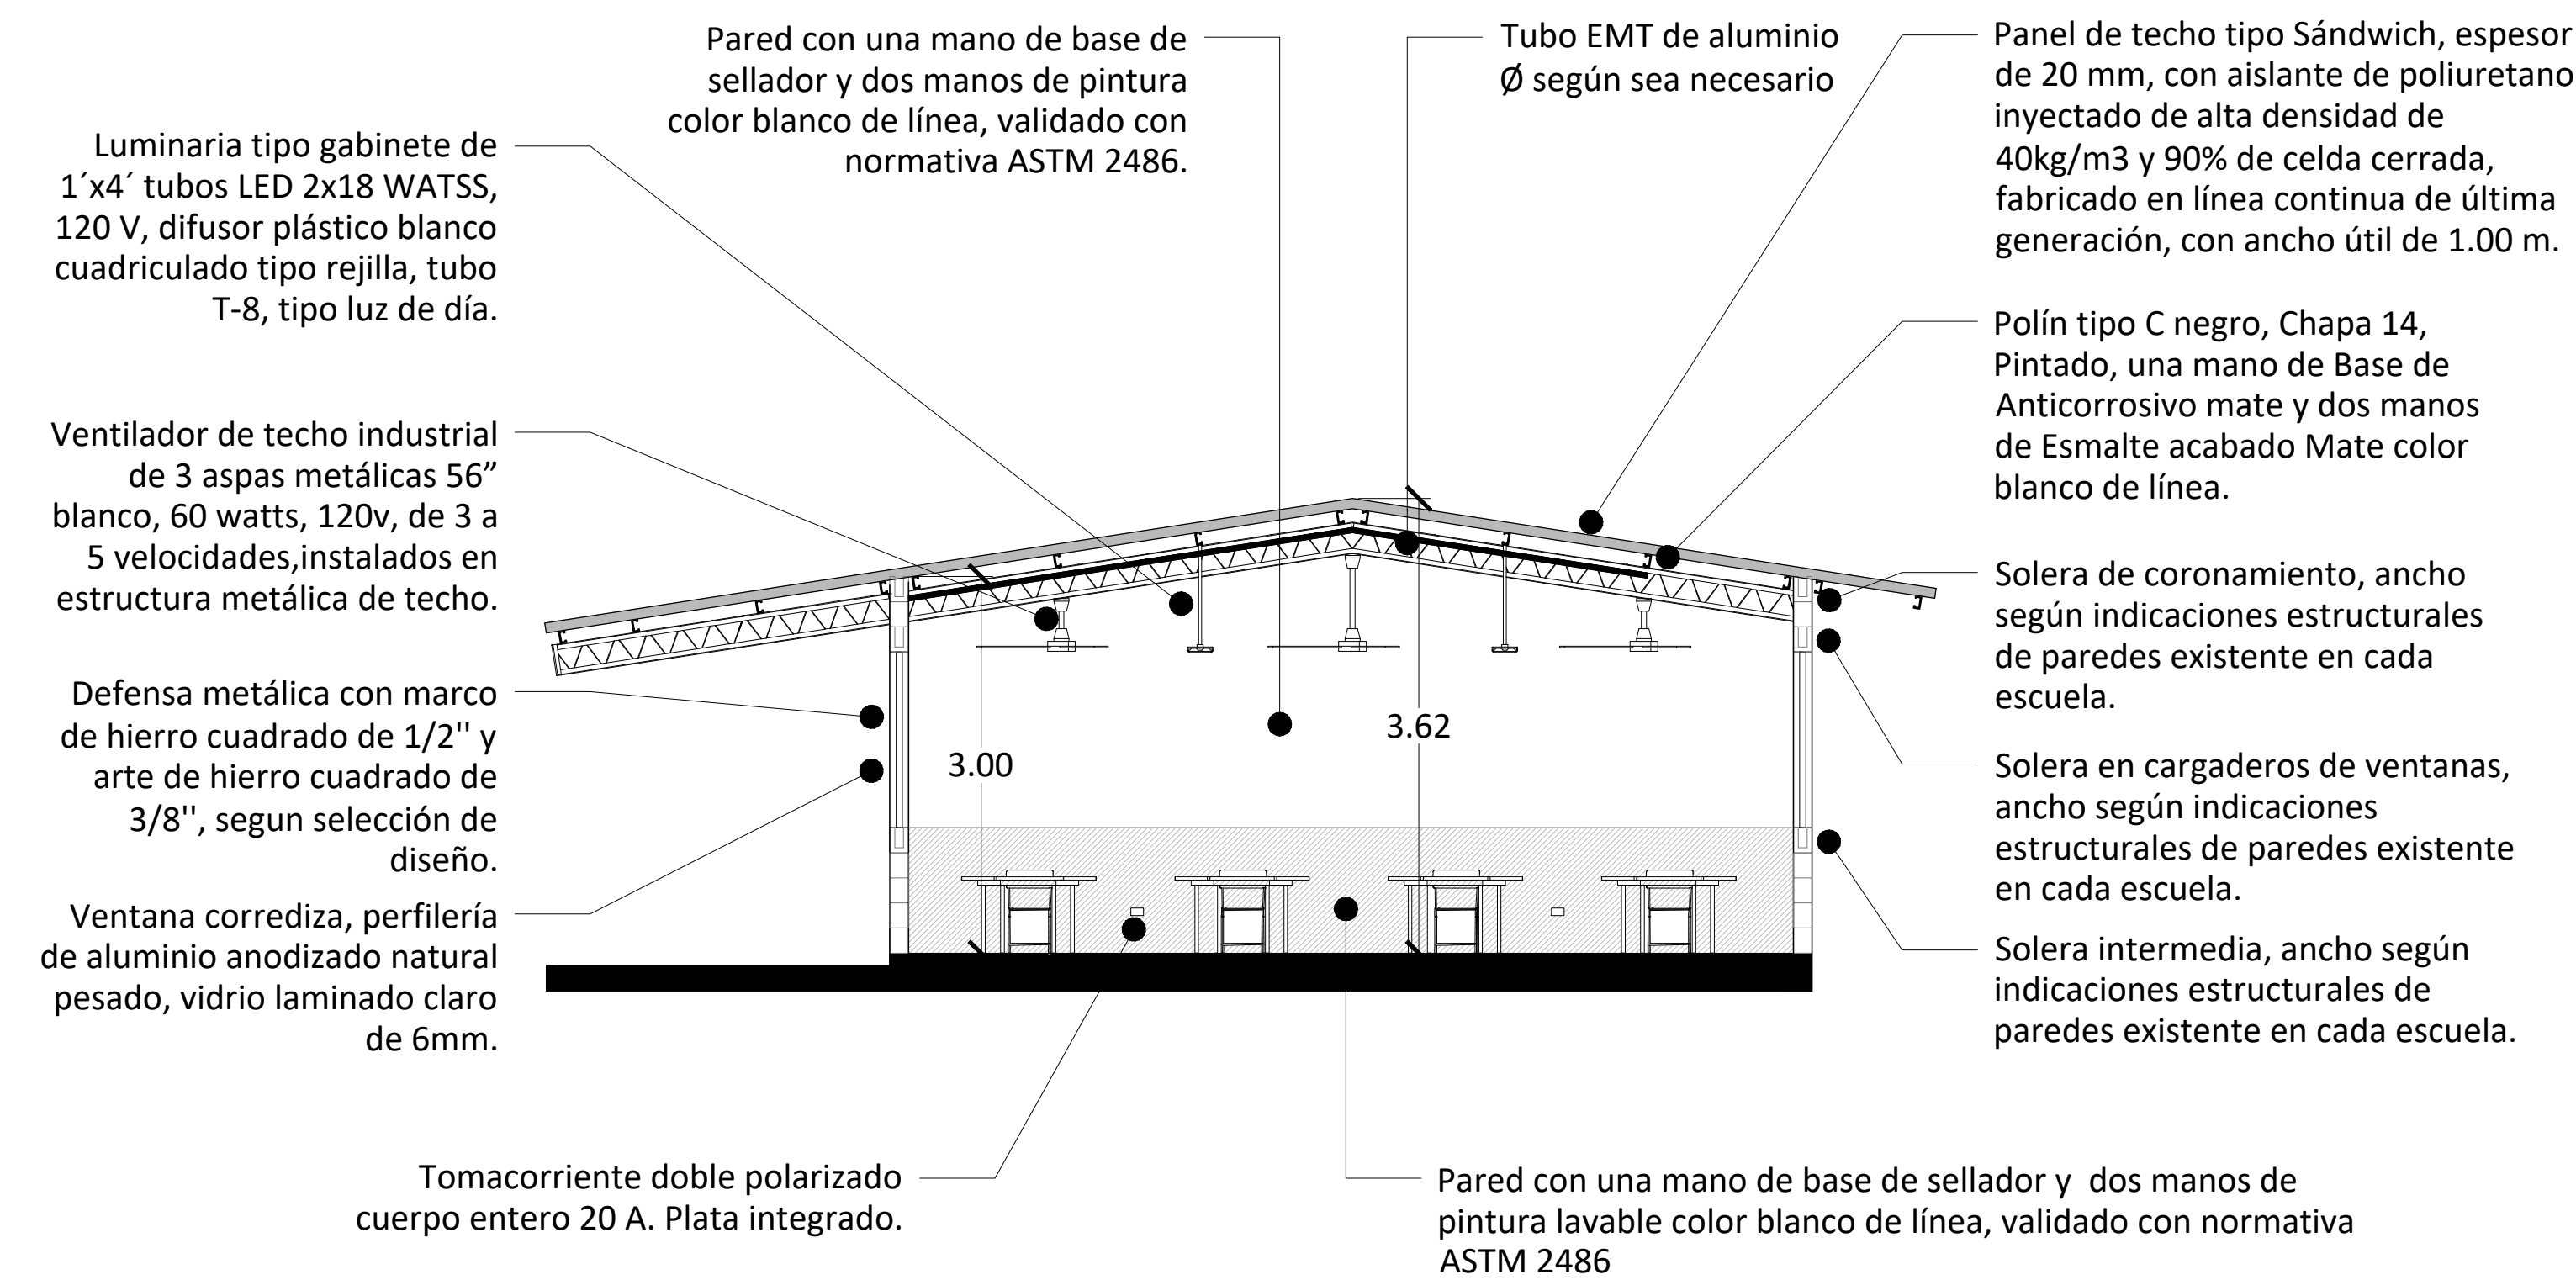 Pared con una mano de base de
sellador y dos manos de pintura
color blanco de línea, validado con
normativa ASTM 2486.
Tubo EMT de aluminio
Ø según sea necesario
Panel de techo tipo Sándwich, espesor
de 20 mm, con aislante de poliuretano
inyectado de alta densidad de
40kg/m3 y 90% de celda cerrada,
fabricado en línea continua de última
generación, con ancho útil de 1.00 m.
Luminaria tipo gabinete de
1´x4´ tubos LED 2x18 WATSS,
120 V, difusor plástico blanco
cuadriculado tipo rejilla, tubo
T-8, tipo luz de día.
Polín tipo C negro, Chapa 14,
Pintado, una mano de Base de
Anticorrosivo mate y dos manos
de Esmalte acabado Mate color
blanco de línea.
Ventilador de techo industrial
de 3 aspas metálicas 56”
blanco, 60 watts, 120v, de 3 a
5 velocidades,instalados en
estructura metálica de techo.
Solera de coronamiento, ancho
según indicaciones estructurales
de paredes existente en cada
escuela.
Defensa metálica con marco
de hierro cuadrado de 1/2'' y
arte de hierro cuadrado de
3/8'', segun selección de
diseño.
3.62
3.00
Solera en cargaderos de ventanas,
ancho según indicaciones
estructurales de paredes existente
en cada escuela.
Ventana corrediza, perfilería
de aluminio anodizado natural
pesado, vidrio laminado claro
de 6mm.
Solera intermedia, ancho según
indicaciones estructurales de
paredes existente en cada escuela.
Tomacorriente doble polarizado
cuerpo entero 20 A. Plata integrado.
Pared con una mano de base de sellador y  dos manos de
pintura lavable color blanco de línea, validado con normativa
ASTM 2486